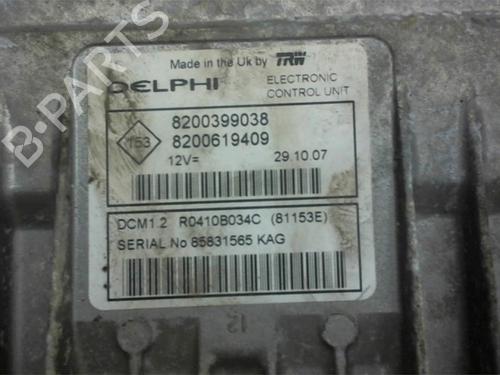 Made in the Uk by TRW
DELPHI ELECTRONIC
CONTROL UNIT
153
8200399038
8200619409
12V= 29.10.07
DCM1.2 R0410B034C (81153E)
SERIAL No 85831565 KAG
12
B-PARTS